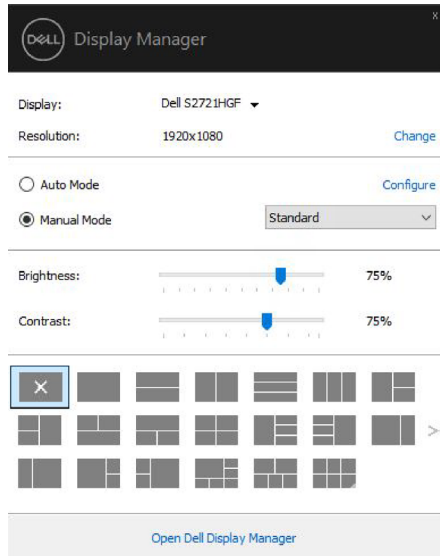 x
DELL Display Manager
Display: Dell S2721HGF
Resolution: 1920x1080 Change
Auto Mode Configure
Manual Mode Standard
Brightness: 75%
Contrast: 75%
Open Dell Display Manager